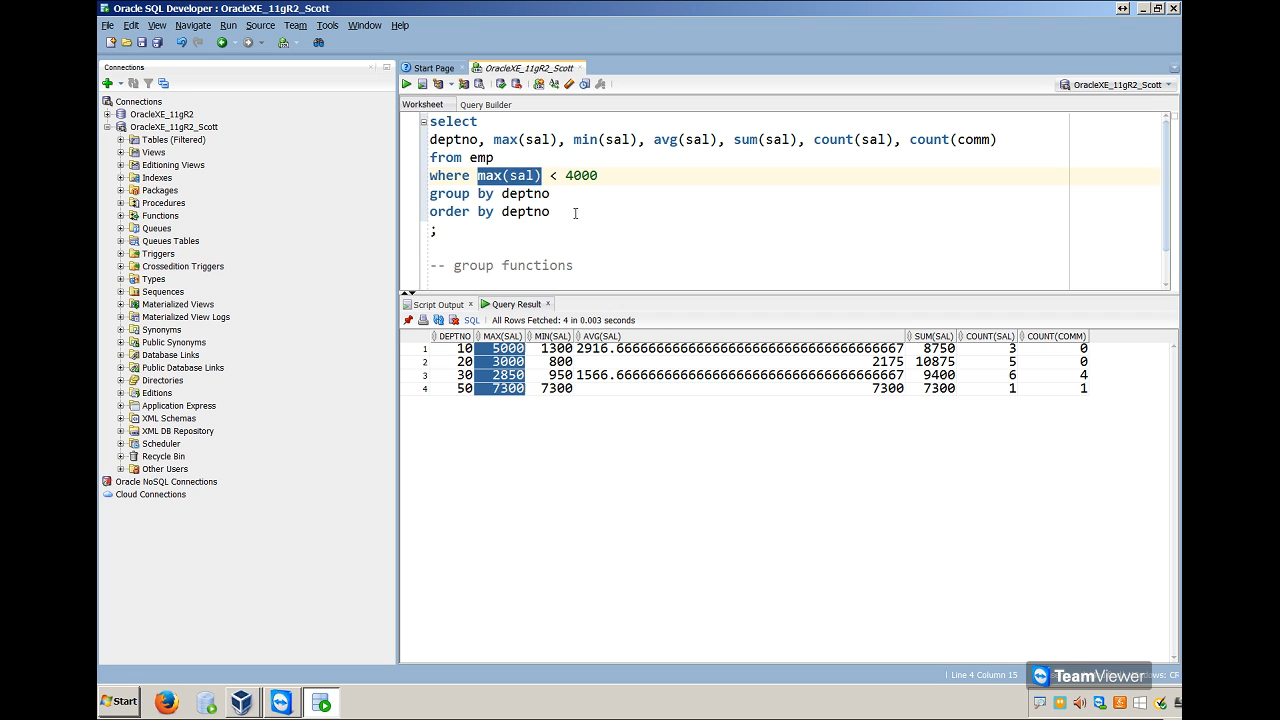 Oracle SQL Developer : OracleXE_11gR2_Scott
File Edit View Navigate Run Source Team Tools Window Help
Connections
Connections
OracleXE_11gR2
OracleXE_11gR2_Scott
Tables (Filtered)
Views
Editioning Views
Indexes
Packages
Procedures
Functions
Queues
Queues Tables
Triggers
Crossedition Triggers
Types
Sequences
Materialized Views
Materialized View Logs
Synonyms
Public Synonyms
Database Links
Public Database Links
Directories
Editions
Application Express
XML Schemas
XML DB Repository
Scheduler
Recycle Bin
Other Users
Oracle NoSQL Connections
Cloud Connections
Start Page OracleXE_11gR2_Scott
OracleXE_11gR2_Scott
Worksheet Query Builder
select
deptno, max(sal), min(sal), avg(sal), sum(sal), count(sal), count(comm)
from emp
where max(sal) < 4000
group by deptno
order by deptno
;
-- group functions
Script Output Query Result
SQL All Rows Fetched: 4 in 0.003 seconds
DEPTNO MAX(SAL) MIN(SAL) AVG(SAL) SUM(SAL) COUNT(SAL) COUNT(COMM)
1 10 5000 1300 2916.666666666666666666666666666666666667 8750 3 0
2 20 3000 800 2175 10875 5 0
3 30 2850 950 1566.666666666666666666666666666666666667 9400 6 4
4 50 7300 7300 7300 7300 1 1
Line 4 Column 15
TeamViewer
Start